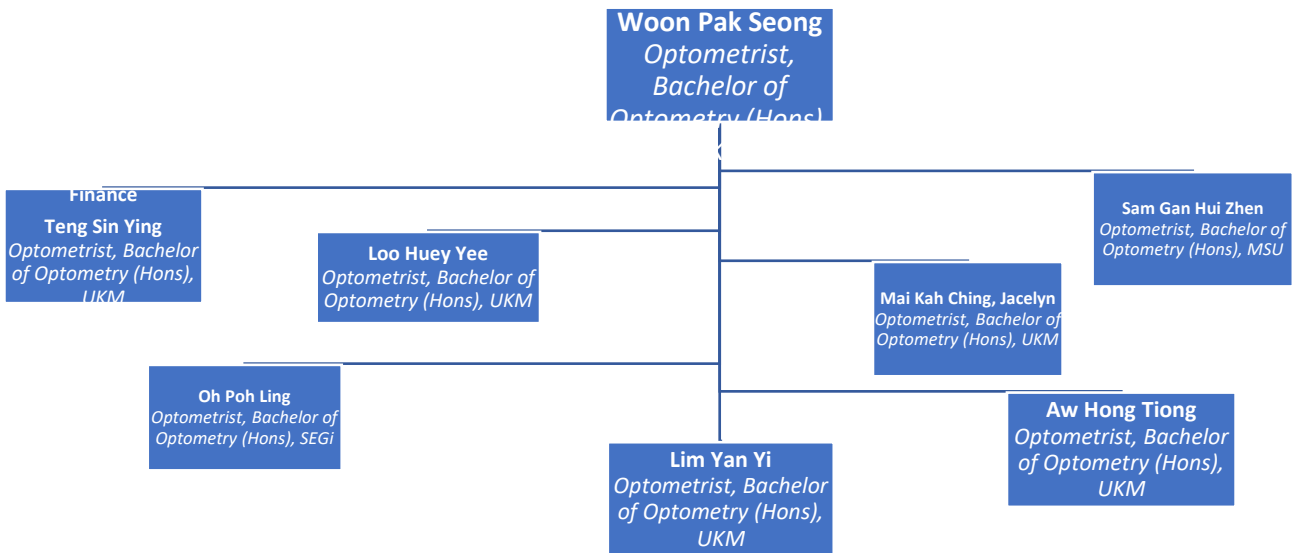 Woon Pak Seong
Optometrist,
Bachelor of
Optometry (Hons)
Finance
Teng Sin Ying
Optometrist, Bachelor
of Optometry (Hons),
UKM
Loo Huey Yee
Optometrist, Bachelor of
Optometry (Hons), UKM
Sam Gan Hui Zhen
Optometrist, Bachelor of
Optometry (Hons), MSU
Mai Kah Ching, Jacelyn
Optometrist, Bachelor of
Optometry (Hons), UKM
Oh Poh Ling
Optometrist, Bachelor of
Optometry (Hons), SEGi
Lim Yan Yi
Optometrist, Bachelor
of Optometry (Hons),
UKM
Aw Hong Tiong
Optometrist, Bachelor
of Optometry (Hons),
UKM